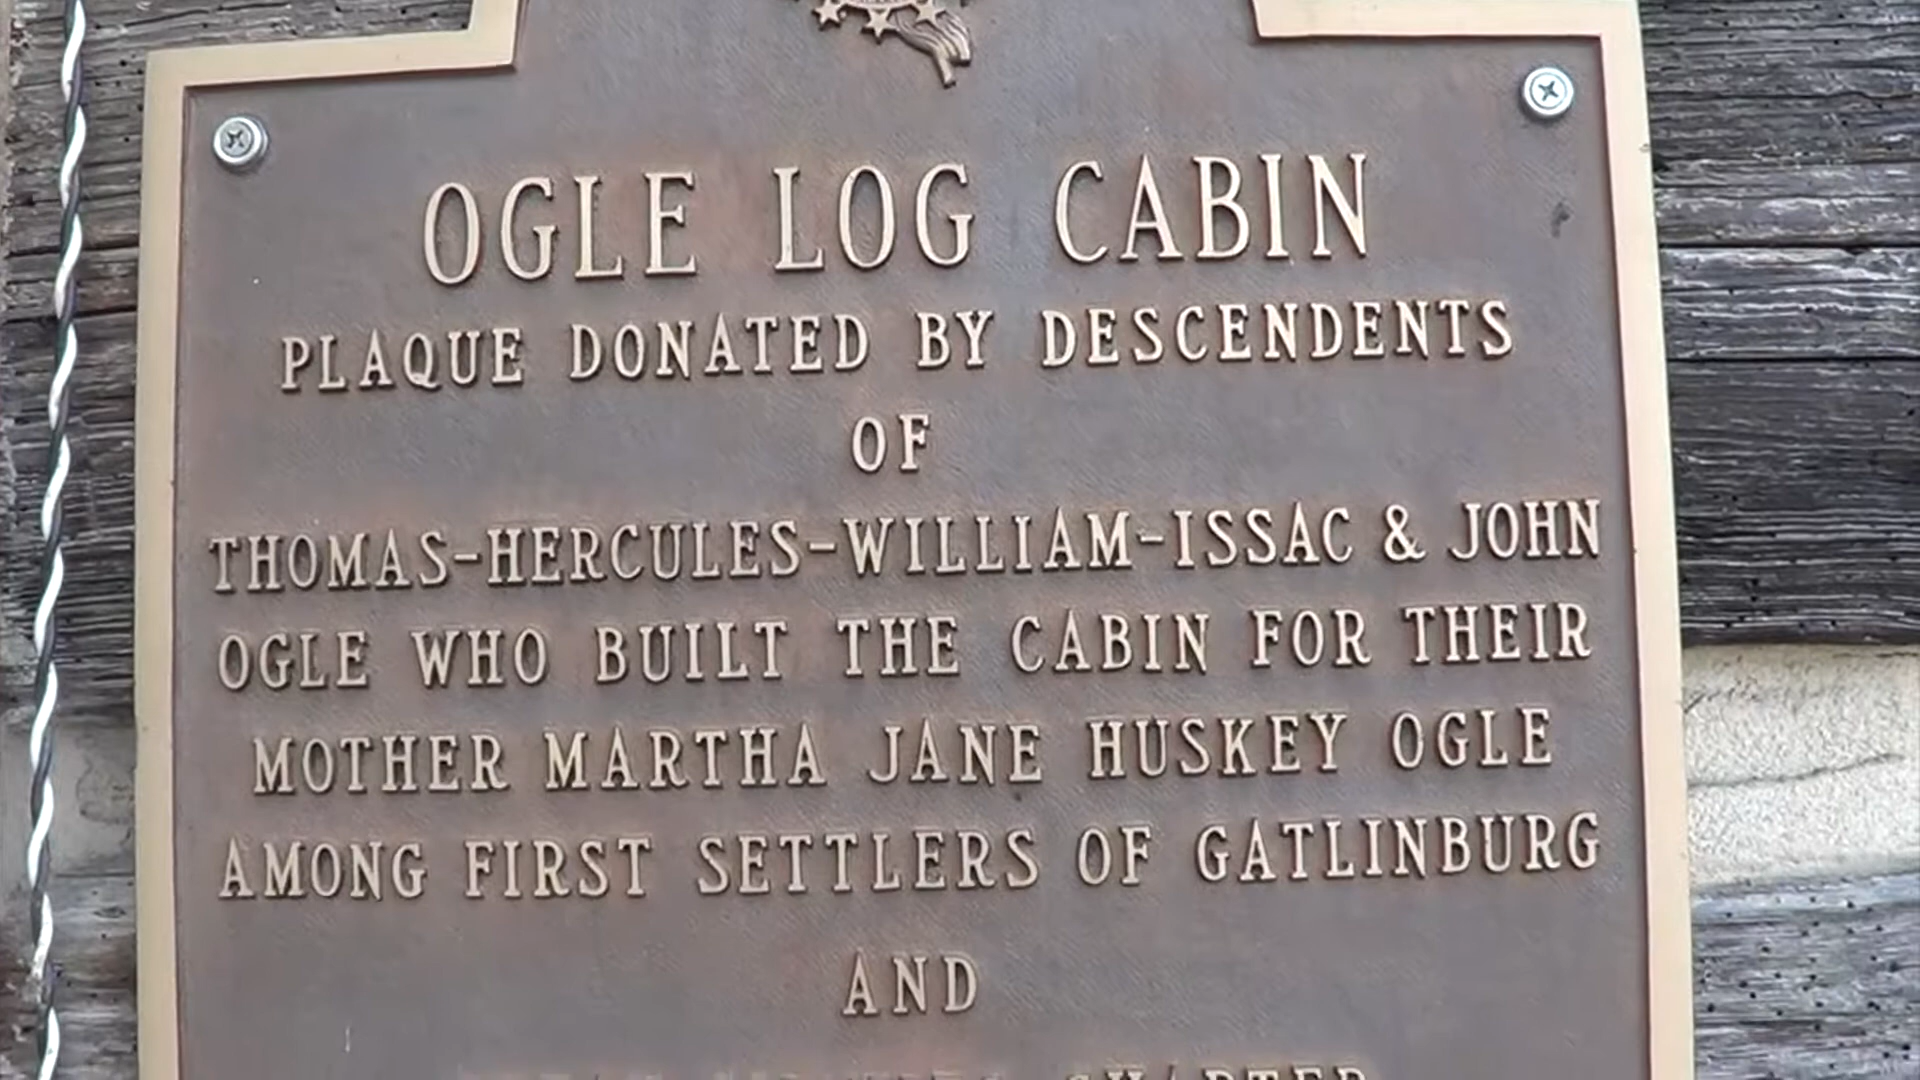 OGLE LOG CABIN
PLAQUE DONATED BY DESCENDENTS
OF
THOMAS-HERCULES-WILLIAM-ISSAC & JOHN
OGLE WHO BUILT THE CABIN FOR THEIR
MOTHER MARTHA JANE HUSKEY OGLE
AMONG FIRST SETTLERS OF GATLINBURG
AND
CHAPTER